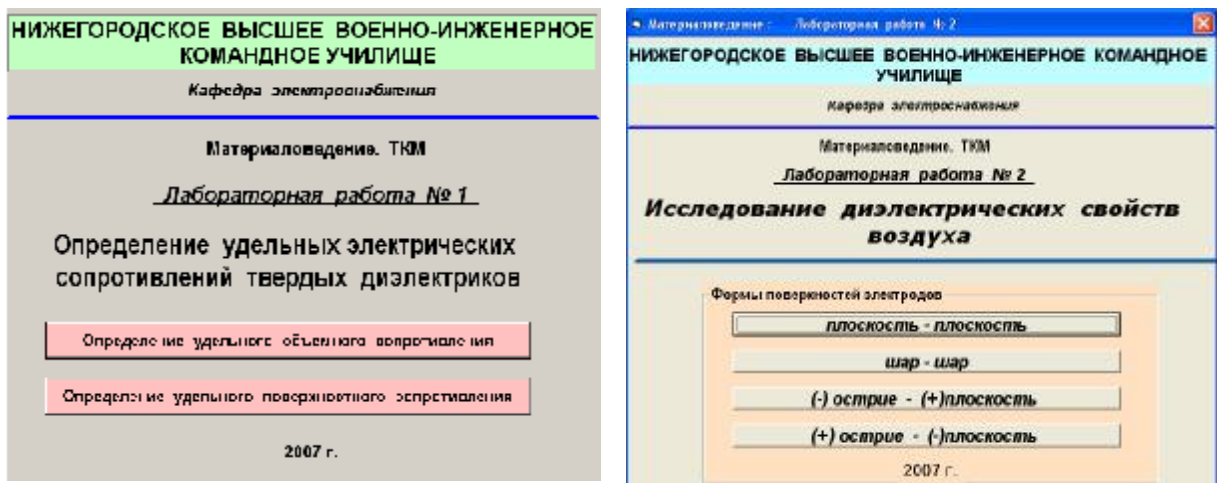 НИЖЕГОРОДСКОЕ ВЫСШЕЕ ВОЕННО-ИНЖЕНЕРНОЕ
КОМАНДНОЕ УЧИЛИЩЕ
Кафедра электроснабжения
Материаловедение. ТКМ
Лабораторная работа № 1
Определение удельных электрических
сопротивлений твердых диэлектриков
Определение удельного объемного сопротивления
Определение удельного поверхностного сопротивления
2007 г.
Материаловедение : Лабораторная работа № 2
НИЖЕГОРОДСКОЕ ВЫСШЕЕ ВОЕННО-ИНЖЕНЕРНОЕ КОМАНДНОЕ
УЧИЛИЩЕ
Кафедра электроснабжения
Материаловедение. ТКМ
Лабораторная работа № 2
Исследование диэлектрических свойств
воздуха
Формы поверхностей электродов
плоскость - плоскость
шар - шар
(-) острие - (+)плоскость
(+) острие - (-)плоскость
2007 г.